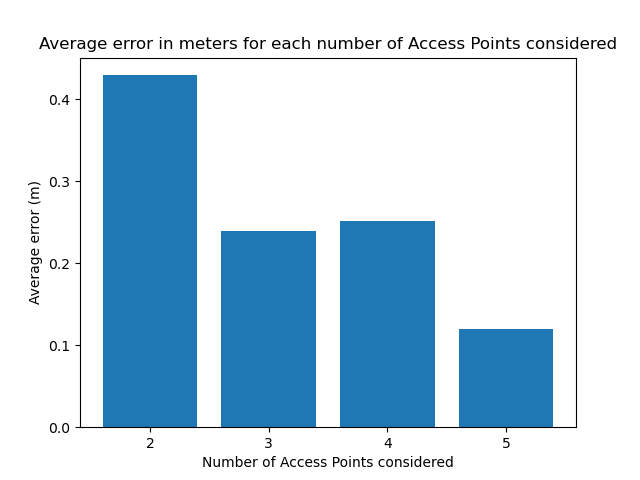 Average error in meters for each number of Access Points considered
0.4
0.3
0.2
0.1
0.0
Average error (m)
2 3 4 5
Number of Access Points considered